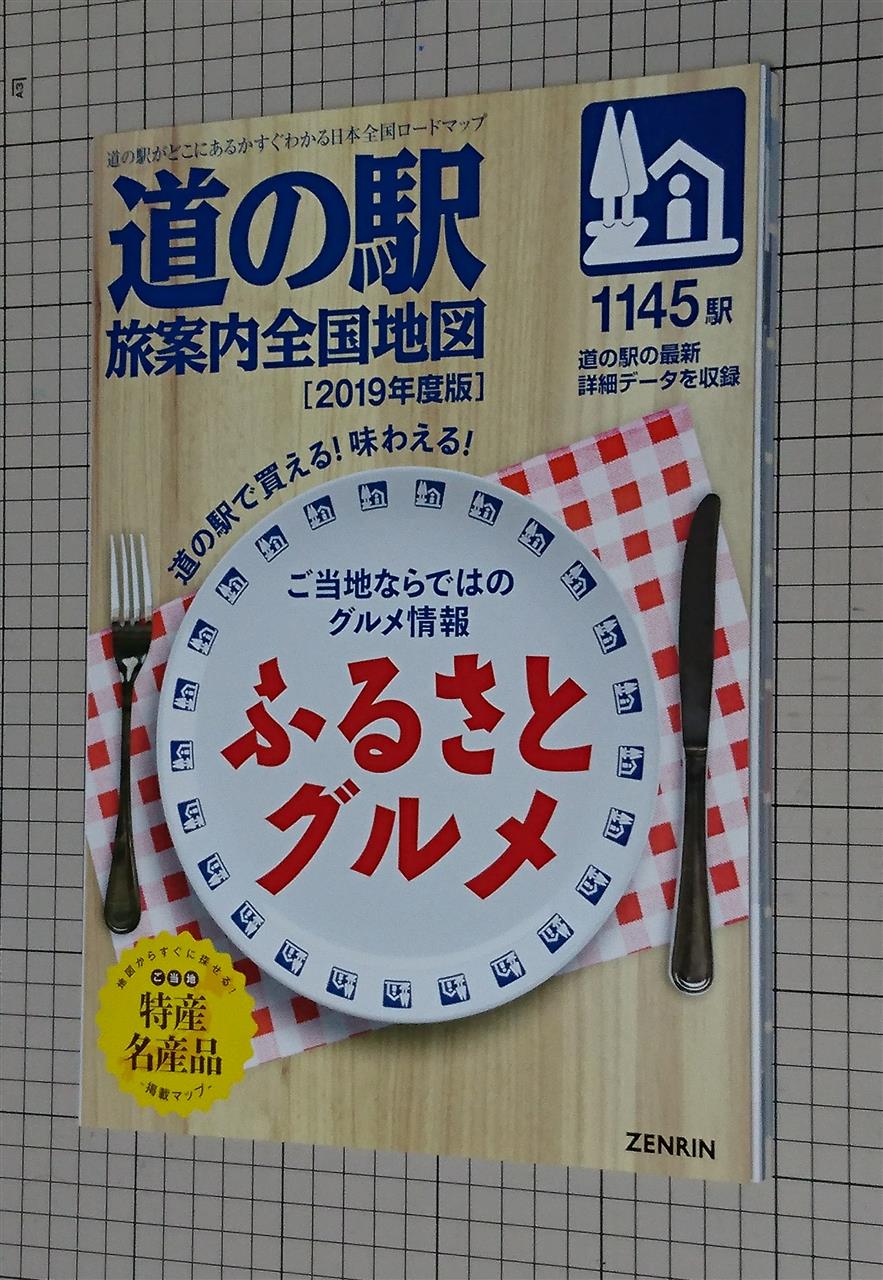 A3
道の駅がどこにあるかすぐわかる日本全国ロードマップ
道の駅
旅案内全国地図
[2019年度版]
1145駅
道の駅の最新
詳細データを収録
道の駅で買える!味わえる!
ご当地ならではの
グルメ情報
ふるさと
グルメ
地図からすぐに探せる!
ご当地
特産
名産品
掲載マップ
ZENRIN